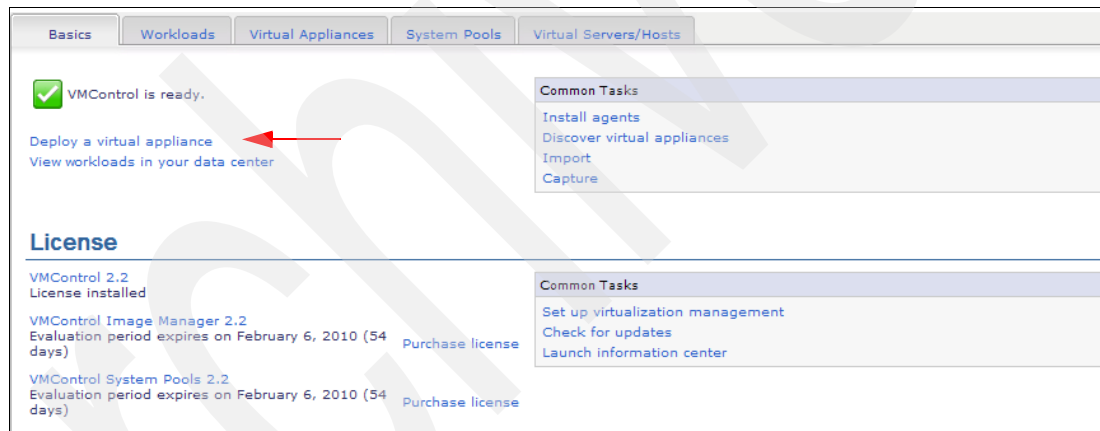 Basics Workloads Virtual Appliances System Pools Virtual Servers/Hosts
VMControl is ready.
Deploy a virtual appliance
View workloads in your data center
Common Tasks
Install agents
Discover virtual appliances
Import
Capture
License
VMControl 2.2
License installed
VMControl Image Manager 2.2
Evaluation period expires on February 6, 2010 (54
days)
Purchase license
VMControl System Pools 2.2
Evaluation period expires on February 6, 2010 (54
days)
Purchase license
Common Tasks
Set up virtualization management
Check for updates
Launch information center